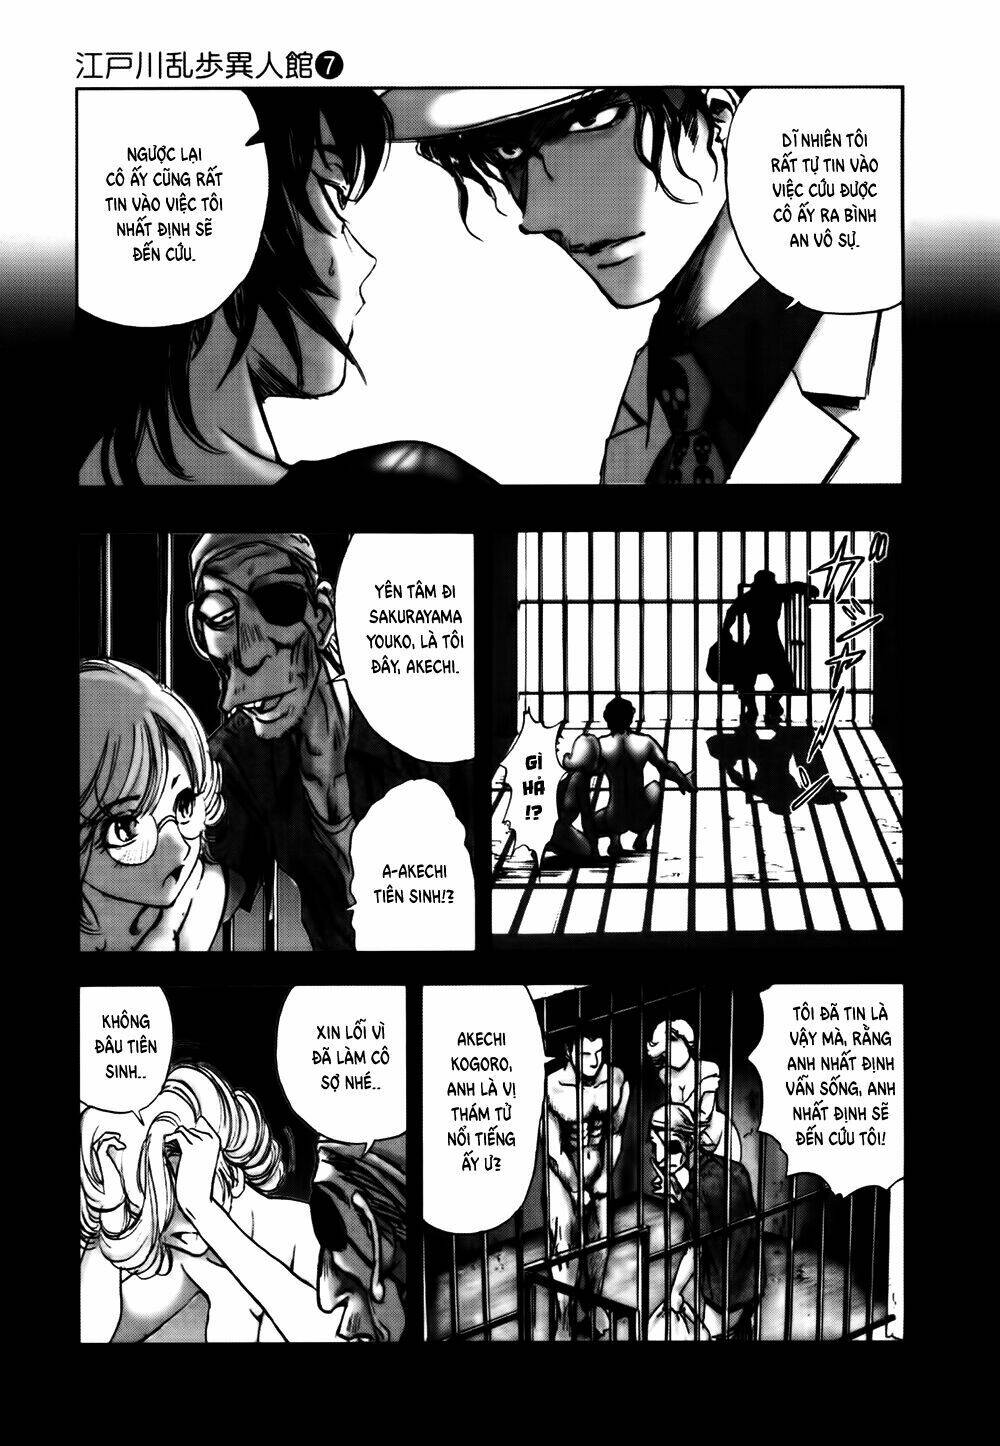 江戸川乱歩異人館7
DĨ NHIÊN TÔI
RẤT TỰ TIN VÀO
VIỆC CỨU ĐƯỢC
CÔ ẤY RA BÌNH
AN VÔ SỰ.
NGƯỢC LẠI
CÔ ẤY CŨNG RẤT
TIN VÀO VIỆC TÔI
NHẤT ĐỊNH SẼ
ĐẾN CỨU.
ガシャャン
GÌ
HẢ
!?
YÊN TÂM ĐI
SAKURAYAMA
YOUKO, LÀ TÔI
ĐÂY, AKECHI.
A-AKECHI
TIÊN SINH!?
TÔI ĐÃ TIN LÀ
VẬY MÀ, RẰNG
ANH NHẤT ĐỊNH
VẪN SỐNG, ANH
NHẤT ĐỊNH SẼ
ĐẾN CỨU TÔI!
AKECHI
KOGORO,
ANH LÀ VỊ
THÁM TỬ
NỔI TIẾNG
ẤY Ư?
XIN LỖI VÌ
ĐÃ LÀM CÔ
SỢ NHÉ..
KHÔNG
ĐÂU TIÊN
SINH..